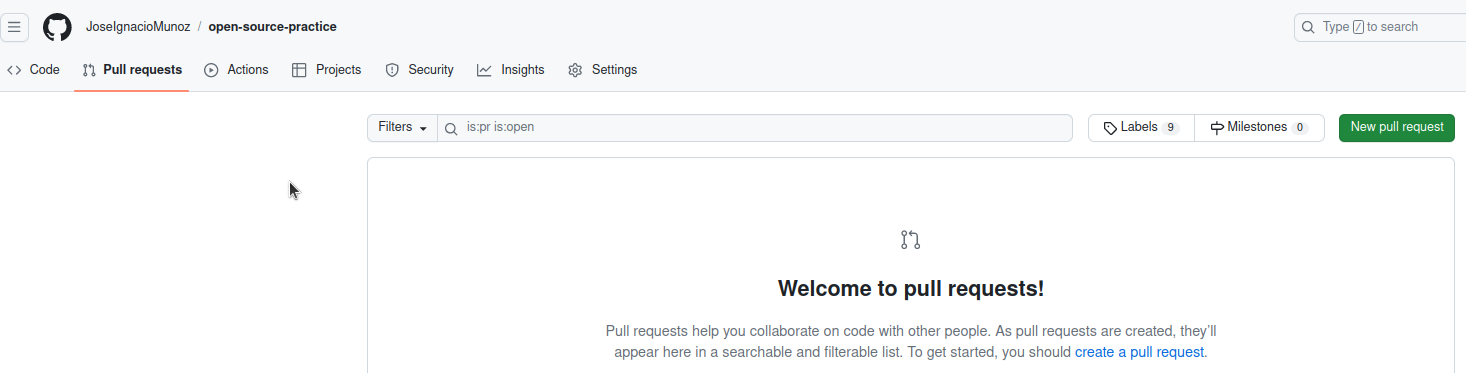 JoseIgnacioMunoz / open-source-practice
Type / to search
Code Pull requests Actions Projects Security Insights Settings
Filters is:pr is:open Labels 9 Milestones 0 New pull request
Welcome to pull requests!
Pull requests help you collaborate on code with other people. As pull requests are created, they’ll
appear here in a searchable and filterable list. To get started, you should create a pull request.